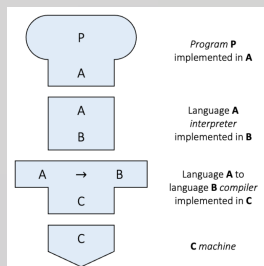 P
A
Program P
implemented in A
A
B
Language A
interpreter
implemented in B
A → B
C
Language A to
language B compiler
implemented in C
C
C machine